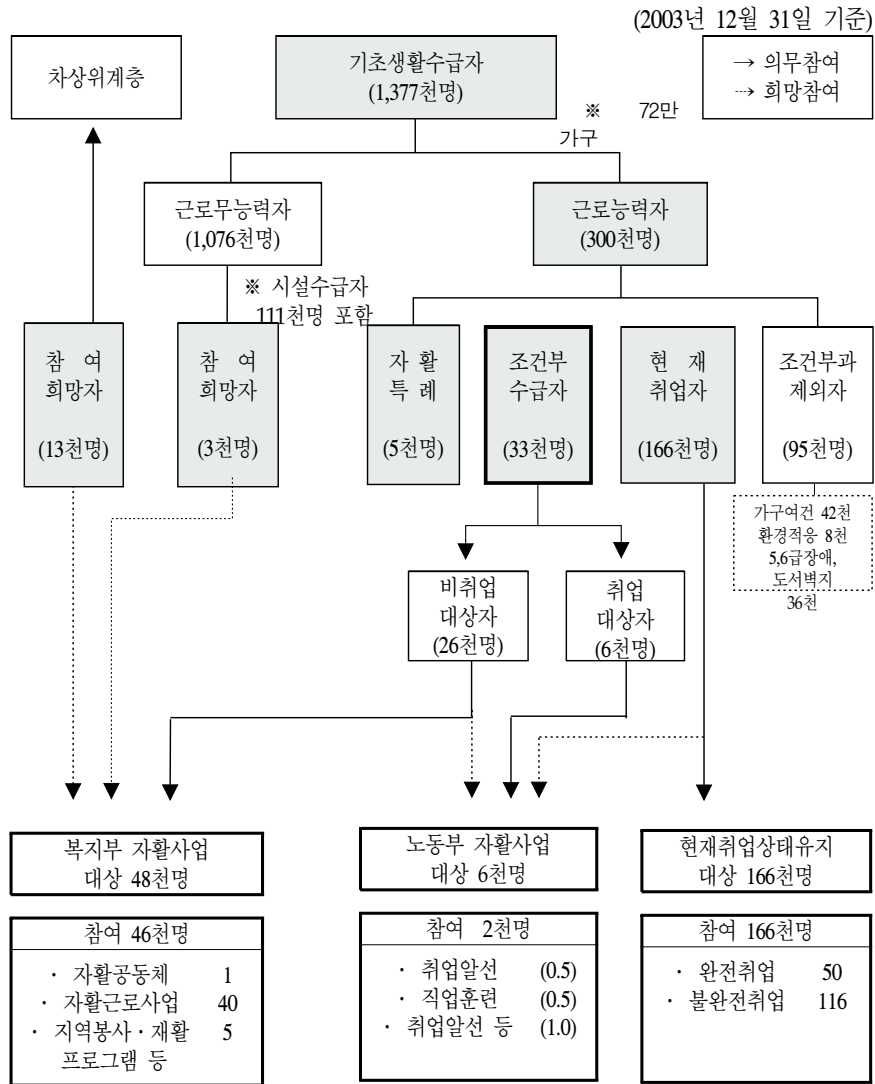 (2003년 12월 31일 기준)
차상위계층
기초생활수급자
(1,377천명)
→ 의무참여
⇢ 희망참여
※ 72만
가구
근로무능력자
(1,076천명)
근로능력자
(300천명)
※ 시설수급자
111천명 포함
참 여
희망자
(13천명)
참 여
희망자
(3천명)
자 활
특 례
(5천명)
조건부
수급자
(33천명)
현 재
취업자
(166천명)
조건부과
제외자
(95천명)
가구여건 42천
환경적응 8천
5,6급장애,
도서벽지
36천
비취업
대상자
(26천명)
취업
대상자
(6천명)
복지부 자활사업
대상 48천명
노동부 자활사업
대상 6천명
현재취업상태유지
대상 166천명
참여 46천명
· 자활공동체 1
· 자활근로사업 40
· 지역봉사·재활 5
프로그램 등
참여 2천명
· 취업알선 (0.5)
· 직업훈련 (0.5)
· 취업알선 등 (1.0)
참여 166천명
· 완전취업 50
· 불완전취업 116